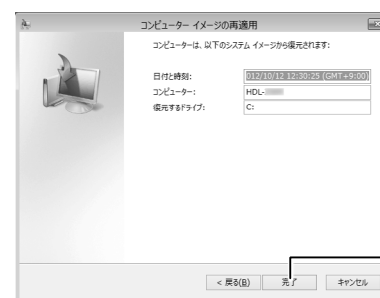 コンピューター イメージの再適用
コンピューターは、以下のシステム イメージから復元されます:
日付と時刻: 012/10/12 12:30:25 (GMT+9:00)
コンピューター: HDL-
復元するドライブ: C:
< 戻る(B) 完了 キャンセル